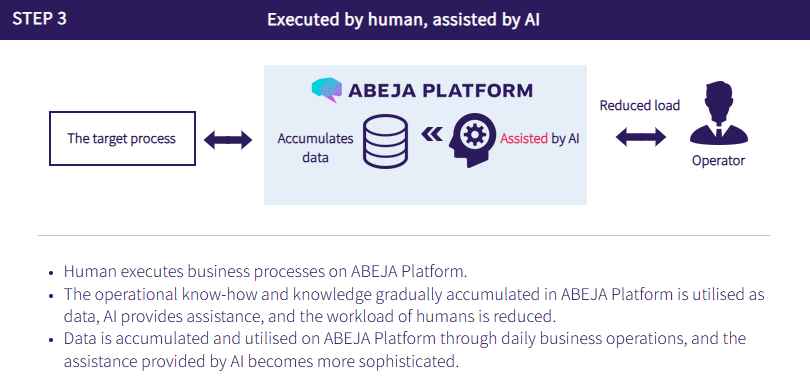 STEP 3
Executed by human, assisted by AI
ABEJA PLATFORM
The target process
Accumulates
data
Assisted by AI
Reduced load
Operator
• Human executes business processes on ABEJA Platform.
• The operational know-how and knowledge gradually accumulated in ABEJA Platform is utilised as
data, AI provides assistance, and the workload of humans is reduced.
• Data is accumulated and utilised on ABEJA Platform through daily business operations, and the
assistance provided by AI becomes more sophisticated.